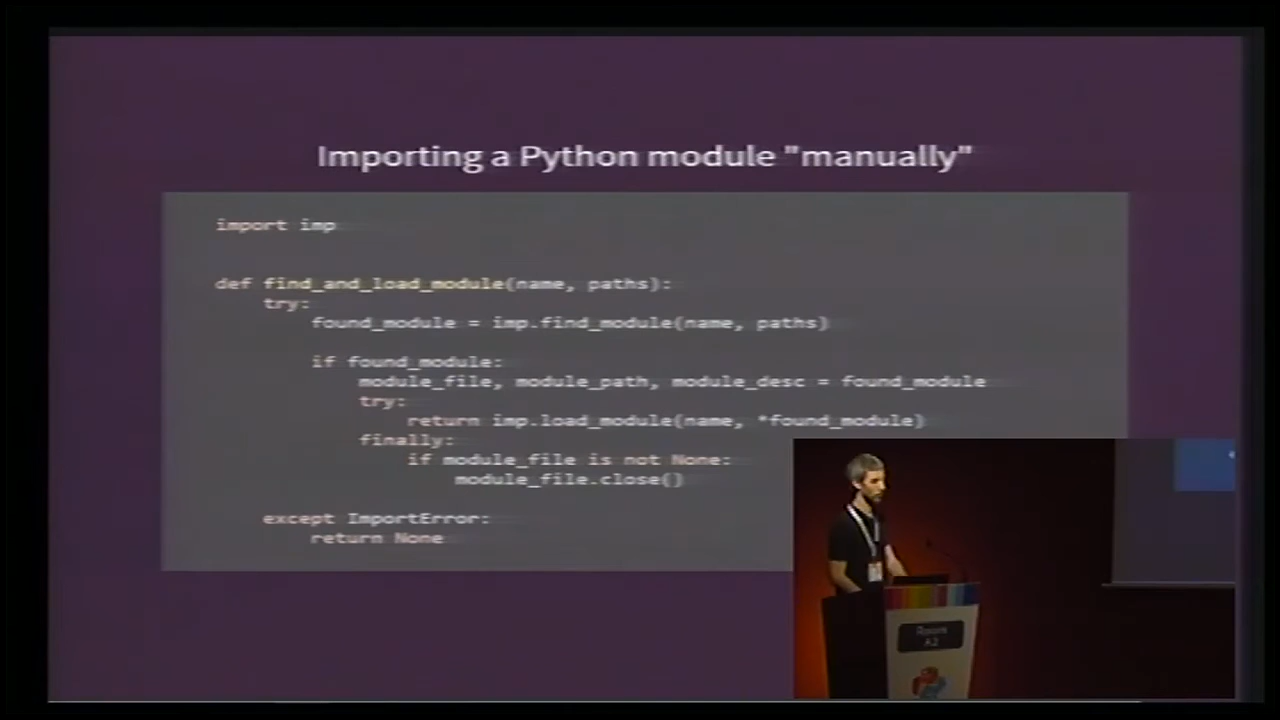 Importing a Python module "manually"
import imp
def find_and_load_module(name, paths):
try:
found_module = imp.find_module(name, paths)
if found_module:
module_file, module_path, module_desc = found_module
try:
return imp.load_module(name, *found_module)
finally:
if module_file is not None:
module_file.close()
except ImportError:
return None
Room
A2